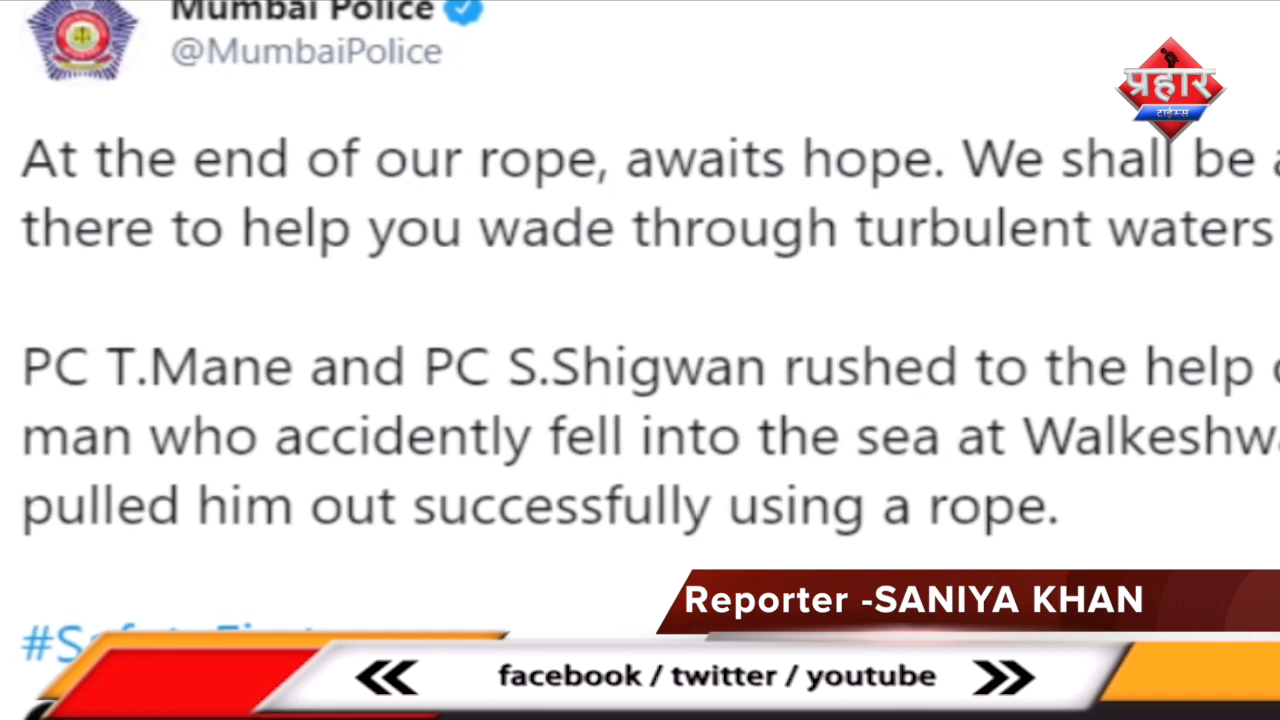 Mumbai Police
@MumbaiPolice
प्रहार
टाईम्स
At the end of our rope, awaits hope. We shall be
there to help you wade through turbulent waters
PC T.Mane and PC S.Shigwan rushed to the help
man who accidently fell into the sea at
pulled him out successfully using a rope.
Reporter -SANIYA KHAN
facebook / twitter / youtube